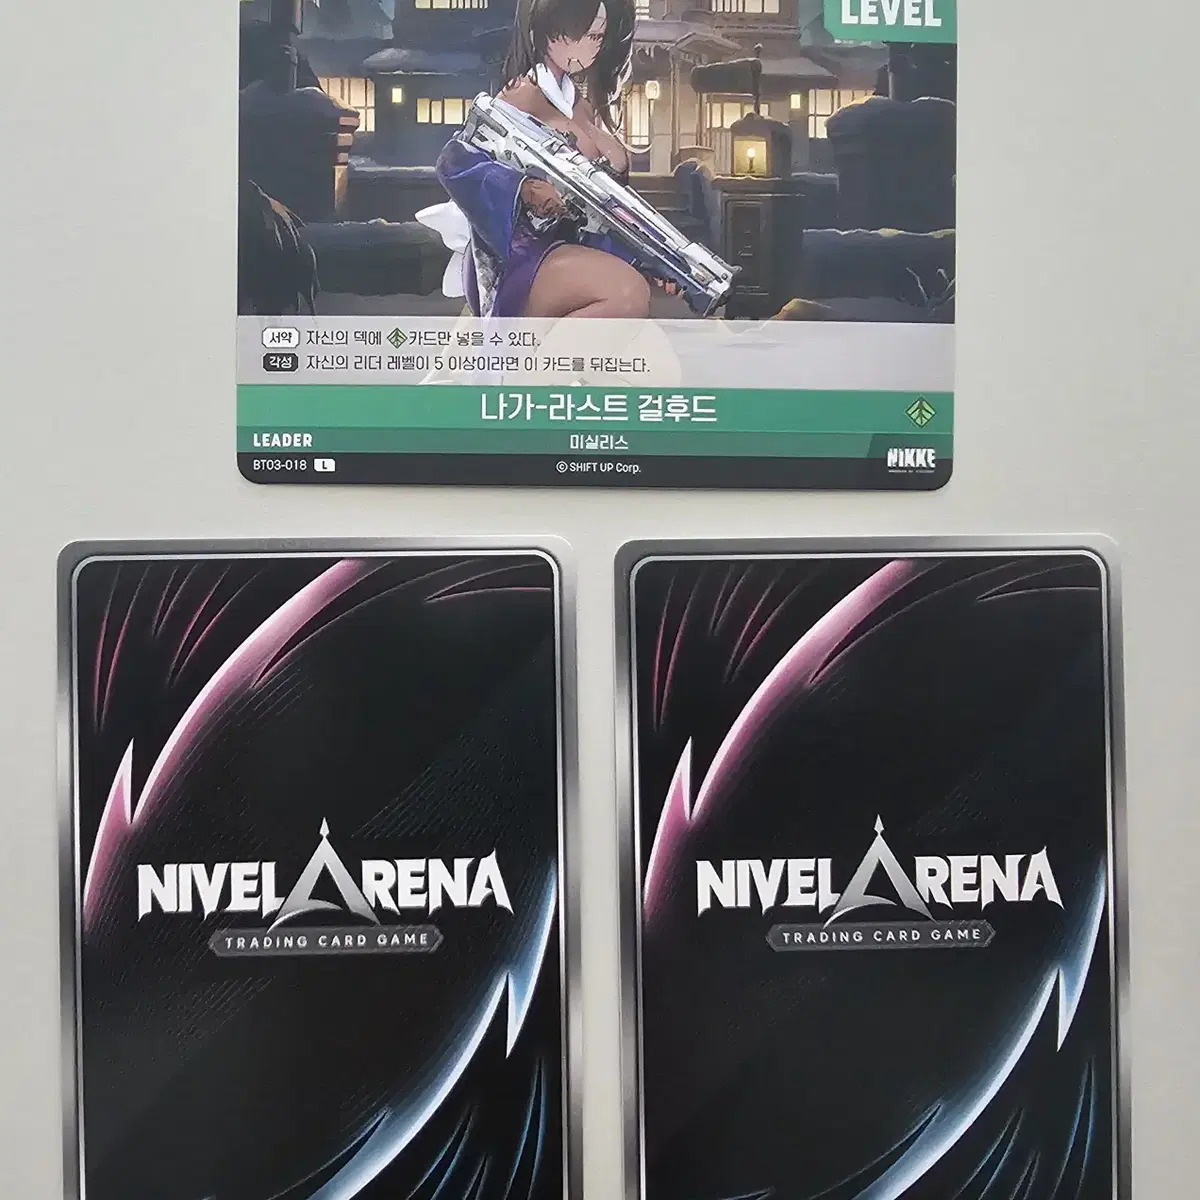 LEVEL
서약 자신의 덱에 카드만 넣을 수 있다.
각성 자신의 리더 레벨이 5 이상이라면 이 카드를 뒤집는다.
나가-라스트 걸후드
LEADER
미실리스
BT03-018 L
©SHIFT UP Corp.
NIKKE
NIVEL ARENA
TRADING CARD GAME
NIVEL ARENA
TRADING CARD GAME